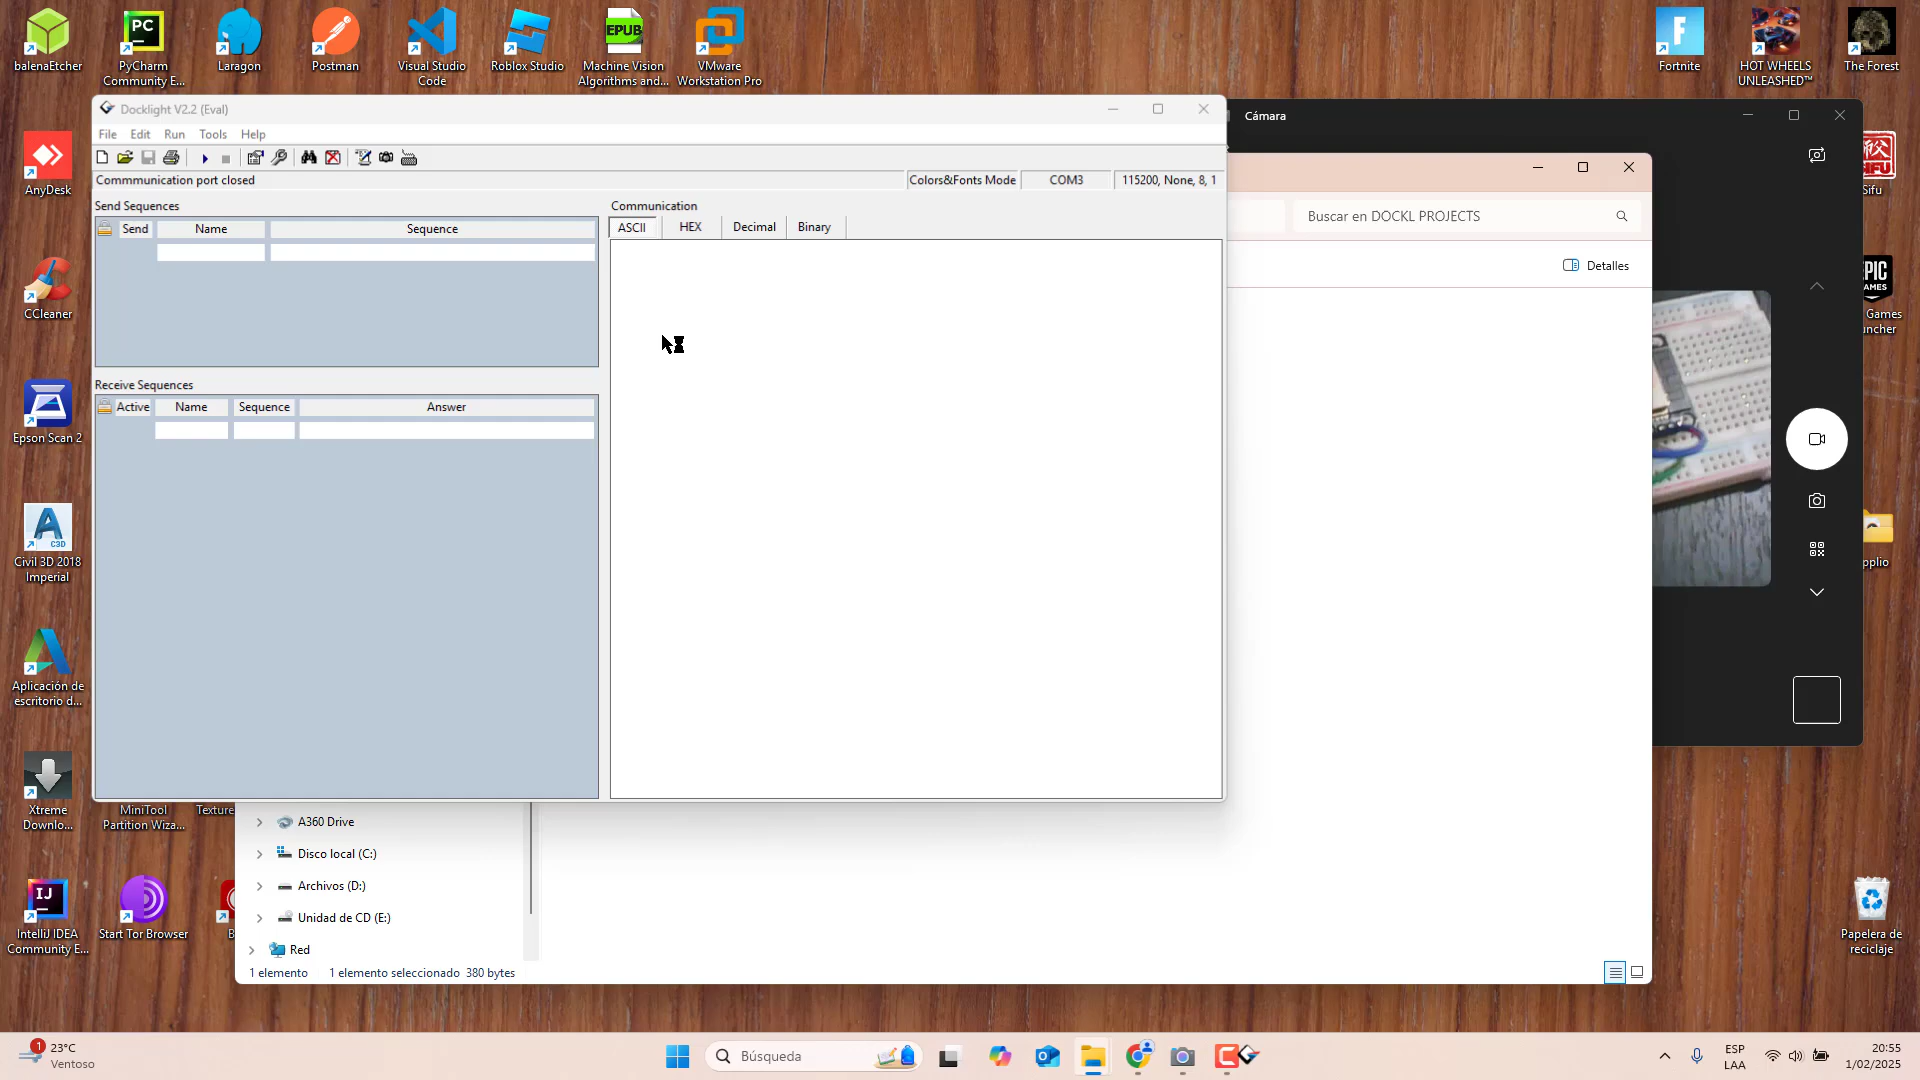 balenaEtcher
PyCharm
Community E...
Laragon
Postman
Visual Studio
Code
Roblox Studio
EPUB
Machine Vision
Algorithms and...
VMware
Workstation Pro
Fortnite
HOT WHEELS
UNLEASHED™
The Forest
Docklight V2.2 (Eval)
File Edit Run Tools Help
Commmunication port closed
Colors&Fonts Mode
COM3
115200, None, 8, 1
Send Sequences
Send
Name
Sequence
Communication
ASCII
HEX
Decimal
Binary
Receive Sequences
Active
Name
Sequence
Answer
Cámara
Buscar en DOCKL PROJECTS
Detalles
AnyDesk
CCleaner
Epson Scan 2
Civil 3D 2018
Imperial
Aplicación de
escritorio d...
Xtreme
Downlo...
MiniTool
Partition Wiza...
Texture
IntelliJ IDEA
Community E...
Start Tor Browser
B
Sifu
EPIC
AMES
Games
uncher
pplio
Papelera de
reciclaje
A360 Drive
Disco local (C:)
Archivos (D:)
Unidad de CD (E:)
Red
1 elemento
1 elemento seleccionado 380 bytes
1
23°C
Ventoso
Búsqueda
ESP
LAA
20:55
1/02/2025